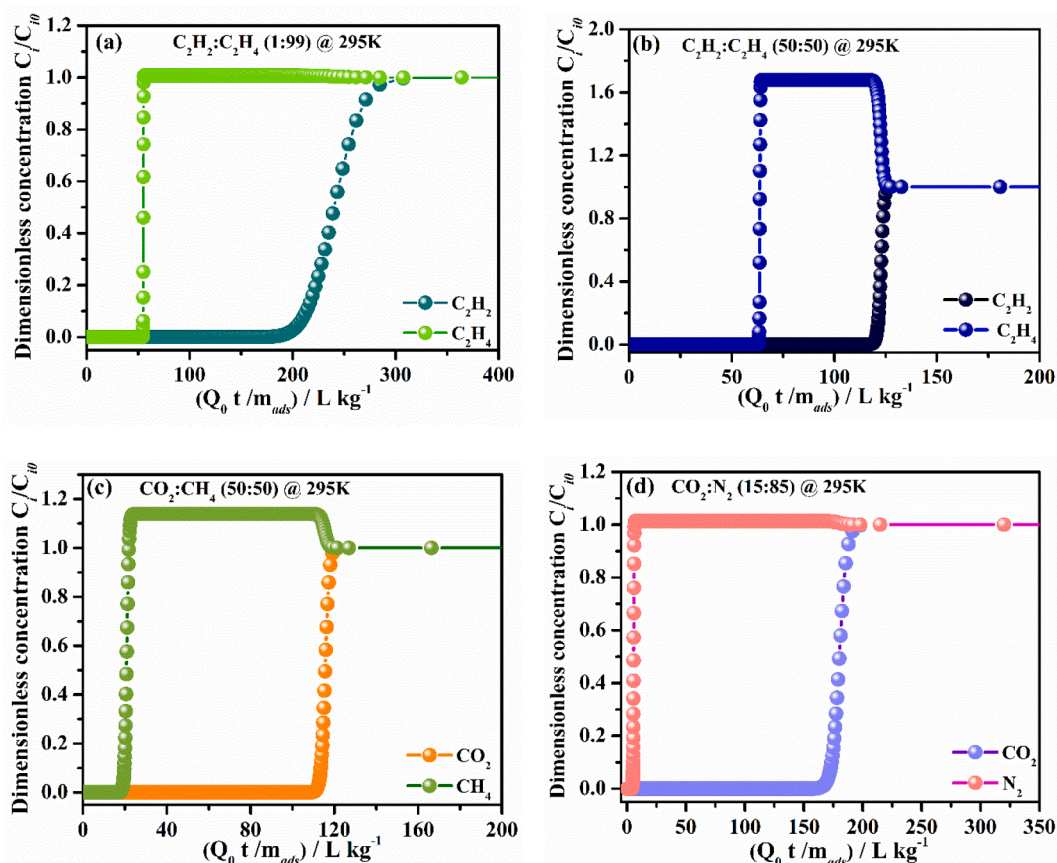 (a) C₂H₂:C₂H₄ (1:99) @ 295K
Dimensionless concentration Cᵢ/Cᵢ₀
1.2
1.0
0.8
0.6
0.4
0.2
0.0
C₂H₂
C₂H₄
0 100 200 300 400
(Q₀ t /m_ads) / L kg⁻¹
(b) C₂H₂:C₂H₄ (50:50) @ 295K
Dimensionless concentration Cᵢ/Cᵢ₀
2.0
1.6
1.2
0.8
0.4
0.0
C₂H₂
C₂H₄
0 50 100 150 200
(Q₀ t /m_ads) / L kg⁻¹
(c) CO₂:CH₄ (50:50) @ 295K
Dimensionless concentration Cᵢ/Cᵢ₀
1.2
1.0
0.8
0.6
0.4
0.2
0.0
CO₂
CH₄
0 40 80 120 160 200
(Q₀ t /m_ads) / L kg⁻¹
(d) CO₂:N₂ (15:85) @ 295K
Dimensionless concentration Cᵢ/Cᵢ₀
1.2
1.0
0.8
0.6
0.4
0.2
0.0
CO₂
N₂
0 50 100 150 200 250 300 350
(Q₀ t /m_ads) / L kg⁻¹